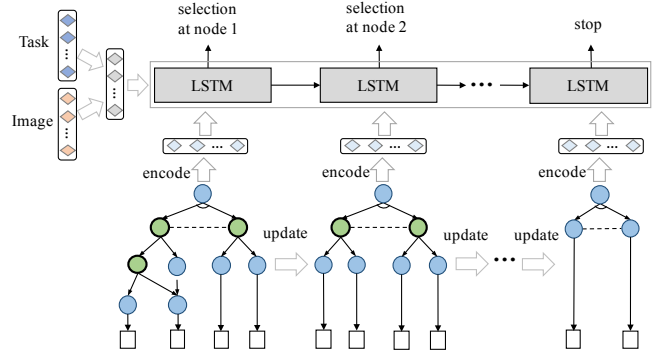 selection
at node 1
selection
at node 2
stop
Task
Image
LSTM
LSTM
...
LSTM
...
...
...
encode
encode
encode
update
update
...
update